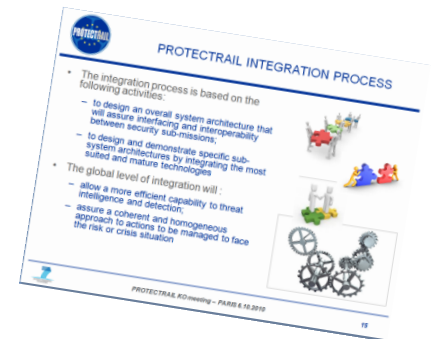 PROTECTRAIL
PROTECTRAIL INTEGRATION PROCESS
• The integration process is based on the
following activities:
– to design an overall system architecture that
will assure interfacing and interoperability
between security sub-missions;
– to design and demonstrate specific sub-
system architectures by integrating the most
suited and mature technologies
• The global level of integration will :
– allow a more efficient capability to threat
intelligence and detection;
– assure a coherent and homogeneous
approach to actions to be managed to face
the risk or crisis situation
PROTECTRAIL KO meeting – PARIS 6.10.2010
15